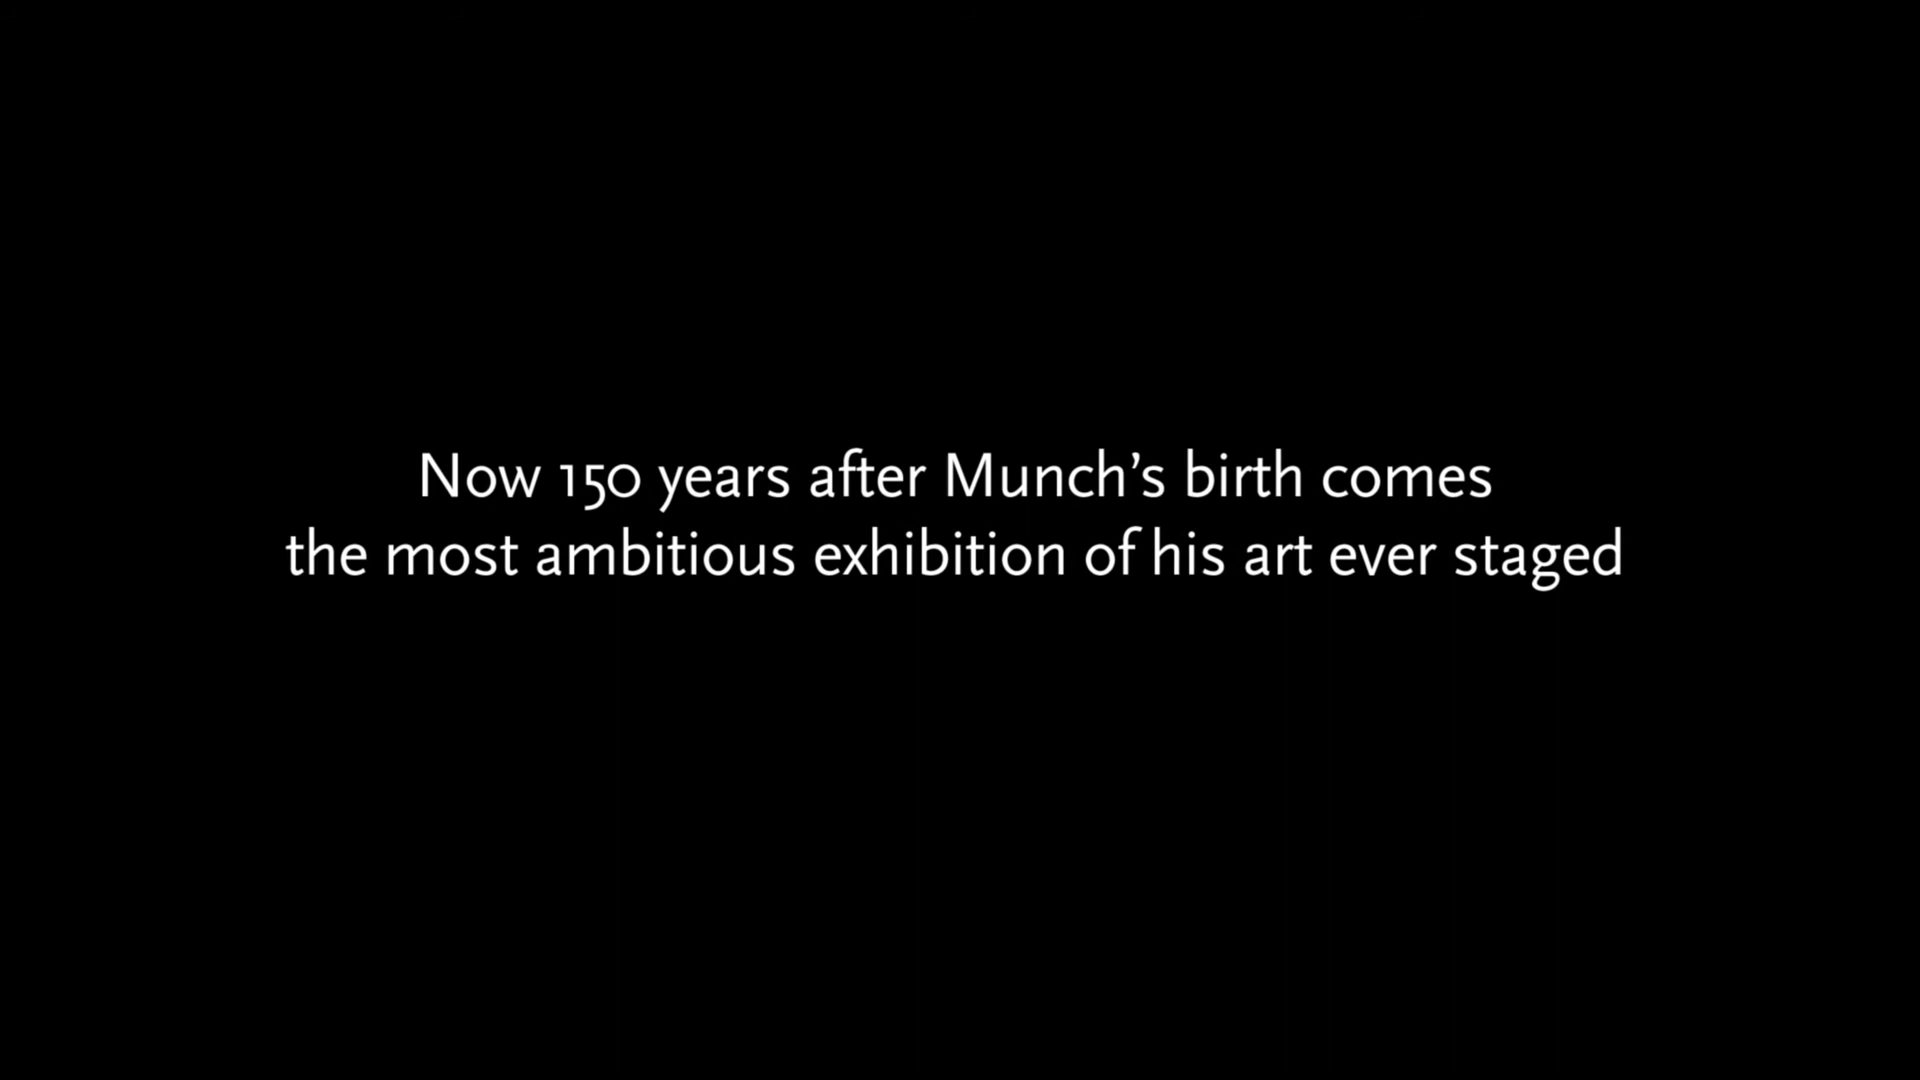 Now 150 years after Munch’s birth comes
the most ambitious exhibition of his art ever staged